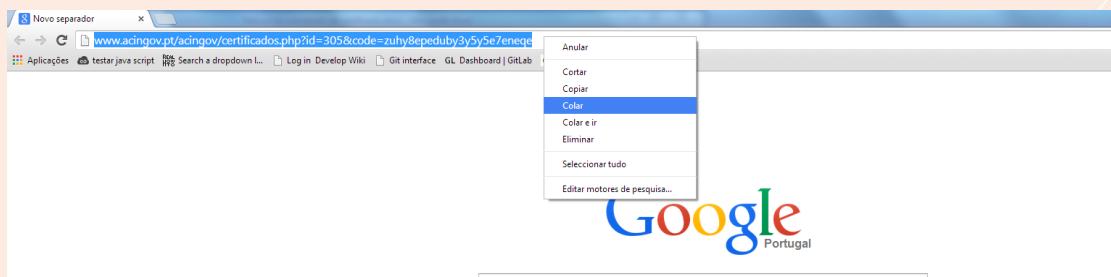 Novo separador
www.acingov.pt/acingov/certificados.php?id=305&code=zuhy8epeduby3y5y5e7eneqe
Aplicações testar java script Search a dropdown l... Log in Develop Wiki Git interface GL Dashboard | GitLab
Anular
Cortar
Copiar
Colar
Colar e ir
Eliminar
Seleccionar tudo
Editar motores de pesquisa...
Google
Portugal